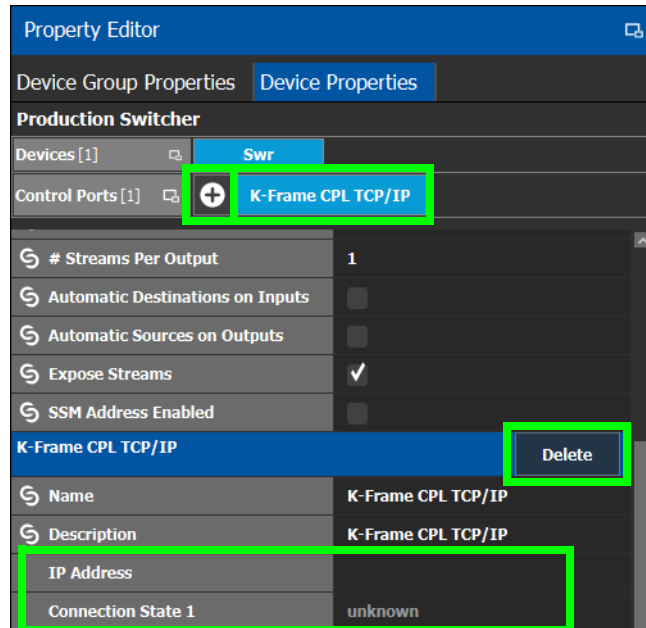 Property Editor
Device Group Properties Device Properties
Production Switcher
Devices [1] Swr
Control Ports [1] K-Frame CPL TCP/IP
# Streams Per Output 1
Automatic Destinations on Inputs
Automatic Sources on Outputs
Expose Streams
SSM Address Enabled
K-Frame CPL TCP/IP Delete
Name K-Frame CPL TCP/IP
Description K-Frame CPL TCP/IP
IP Address
Connection State 1 unknown